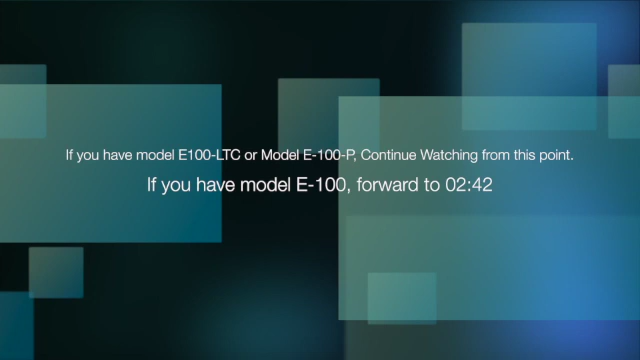 If you have model E100-LTC or Model E-100-P, Continue Watching from this point.
If you have model E-100, forward to 02:42